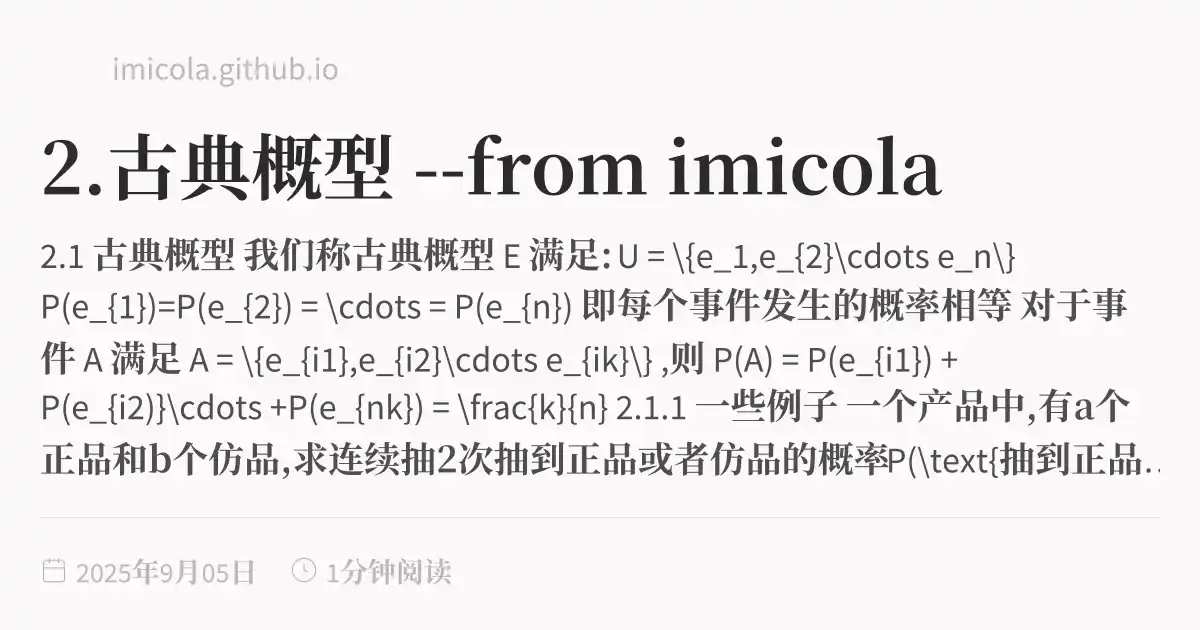 imicola.github.io
2.古典概型 --from imicola
2.1 古典概型 我们称古典概型 E 满足: U = \{e_1,e_{2}\cdots e_n\}
P(e_{1})=P(e_{2}) = \cdots = P(e_{n}) 即每个事件发生的概率相等 对于事
件 A 满足 A = \{e_{i1},e_{i2}\cdots e_{ik}\} ,则 P(A) = P(e_{i1}) +
P(e_{i2)}\cdots +P(e_{nk}) = \frac{k}{n} 2.1.1 一些例子 一个产品中,有a个
正品和b个仿品,求连续抽2次抽到正品或者仿品的概率P(\text{抽到正品..
2025年9月05日 1分钟阅读